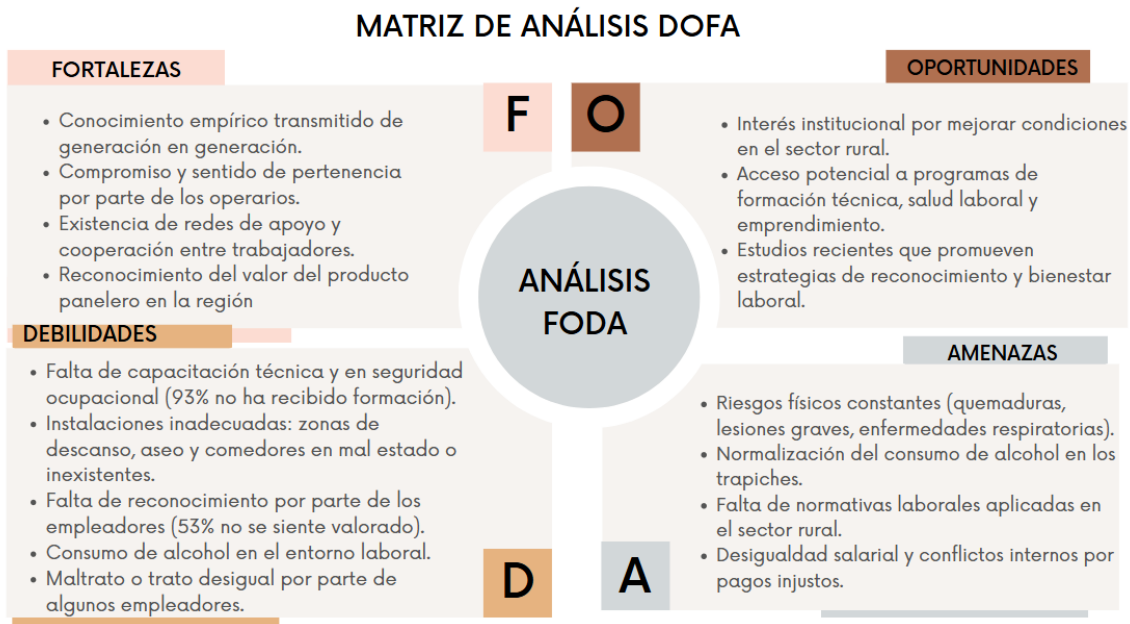 MATRIZ DE ANÁLISIS DOFA
FORTALEZAS
F
• Conocimiento empírico transmitido de
generación en generación.
• Compromiso y sentido de pertenencia
por parte de los operarios.
• Existencia de redes de apoyo y
cooperación entre trabajadores.
• Reconocimiento del valor del producto
panelero en la región
OPORTUNIDADES
O
• Interés institucional por mejorar condiciones
en el sector rural.
• Acceso potencial a programas de
formación técnica, salud laboral y
emprendimiento.
• Estudios recientes que promueven
estrategias de reconocimiento y bienestar
laboral.
ANÁLISIS
FODA
DEBILIDADES
• Falta de capacitación técnica y en seguridad
ocupacional (93% no ha recibido formación).
• Instalaciones inadecuadas: zonas de
descanso, aseo y comedores en mal estado o
inexistentes.
• Falta de reconocimiento por parte de los
empleadores (53% no se siente valorado).
• Consumo de alcohol en el entorno laboral.
• Maltrato o trato desigual por parte de
algunos empleadores.
D
AMENAZAS
• Riesgos físicos constantes (quemaduras,
lesiones graves, enfermedades respiratorias).
• Normalización del consumo de alcohol en los
trapiches.
• Falta de normativas laborales aplicadas en
el sector rural.
• Desigualdad salarial y conflictos internos por
pagos injustos.
A